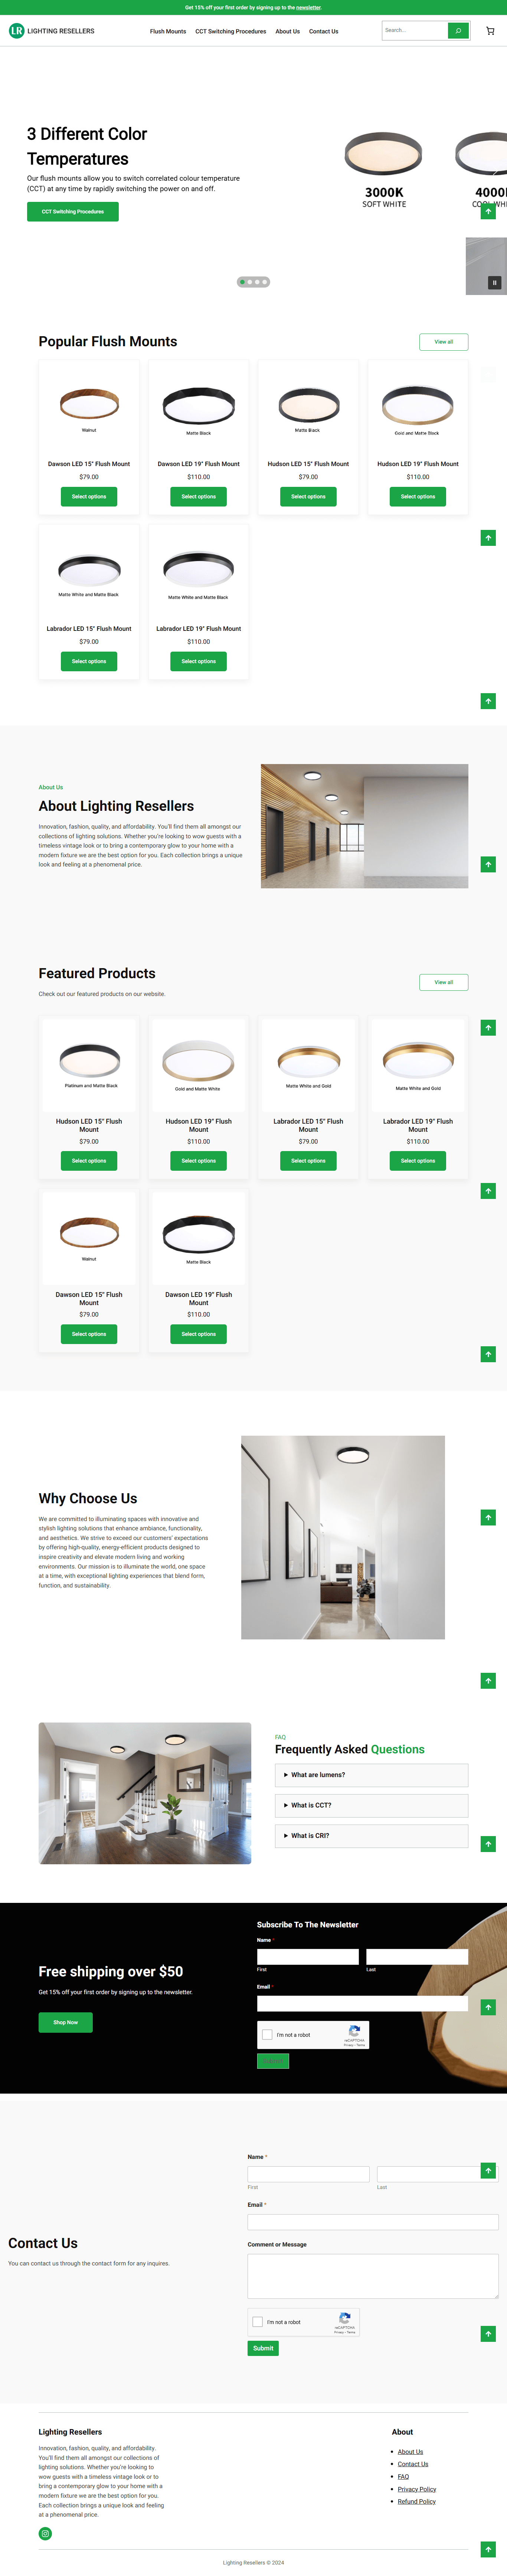 Get 15% off your first order by signing up to the newsletter.
LR LIGHTING RESELLERS
Flush Mounts
CCT Switching Procedures
About Us
Contact Us
Search...
3 Different Color
Temperatures
Our flush mounts allow you to switch correlated colour temperature
(CCT) at any time by rapidly switching the power on and off.
CCT Switching Procedures
3000K
SOFT WHITE
4000
COOL WH
Popular Flush Mounts
View all
Walnut
Matte Black
Matte Black
Gold and Matte Black
Dawson LED 15" Flush Mount
Dawson LED 19" Flush Mount
Hudson LED 15" Flush Mount
Hudson LED 19" Flush Mount
$79.00
$110.00
$79.00
$110.00
Select options
Select options
Select options
Select options
Matte White and Matte Black
Matte White and Matte Black
Labrador LED 15" Flush Mount
Labrador LED 19" Flush Mount
$79.00
$110.00
Select options
Select options
About Us
About Lighting Resellers
Innovation, fashion, quality, and affordability. You'll find them all amongst our
collections of lighting solutions. Whether you're looking to wow guests with a
timeless vintage look or to bring a contemporary glow to your home with a
modern fixture we are the best option for you. Each collection brings a unique
look and feeling at a phenomenal price.
Featured Products
Check out our featured products on our website.
View all
Platinum and Matte Black
Gold and Matte White
Matte White and Gold
Matte White and Gold
Hudson LED 15" Flush
Mount
Hudson LED 19" Flush
Mount
Labrador LED 15" Flush
Mount
Labrador LED 19" Flush
Mount
$79.00
$110.00
$79.00
$110.00
Select options
Select options
Select options
Select options
Walnut
Matte Black
Dawson LED 15" Flush
Mount
Dawson LED 19" Flush
Mount
$79.00
$110.00
Select options
Select options
Why Choose Us
We are committed to illuminating spaces with innovative and
stylish lighting solutions that enhance ambiance, functionality,
and aesthetics. We strive to exceed our customers' expectations
by offering high-quality, energy-efficient products designed to
inspire creativity and elevate modern living and working
environments. Our mission is to illuminate the world, one space
at a time, with exceptional lighting experiences that blend form,
function, and sustainability.
FAQ
Frequently Asked Questions
What are lumens?
What is CCT?
What is CRI?
Free shipping over $50
Get 15% off your first order by signing up to the newsletter.
Shop Now
Subscribe To The Newsletter
Name *
First
Last
Email *
I'm not a robot
reCAPTCHA
Privacy - Terms
Contact Us
You can contact us through the contact form for any inquires.
Name *
First
Last
Email *
Comment or Message
I'm not a robot
reCAPTCHA
Privacy - Terms
Submit
Lighting Resellers
Innovation, fashion, quality, and affordability.
You'll find them all amongst our collections of
lighting solutions. Whether you're looking to
wow guests with a timeless vintage look or to
bring a contemporary glow to your home with a
modern fixture we are the best option for you.
Each collection brings a unique look and feeling
at a phenomenal price.
About
About Us
Contact Us
FAQ
Privacy Policy
Refund Policy
Lighting Resellers © 2024